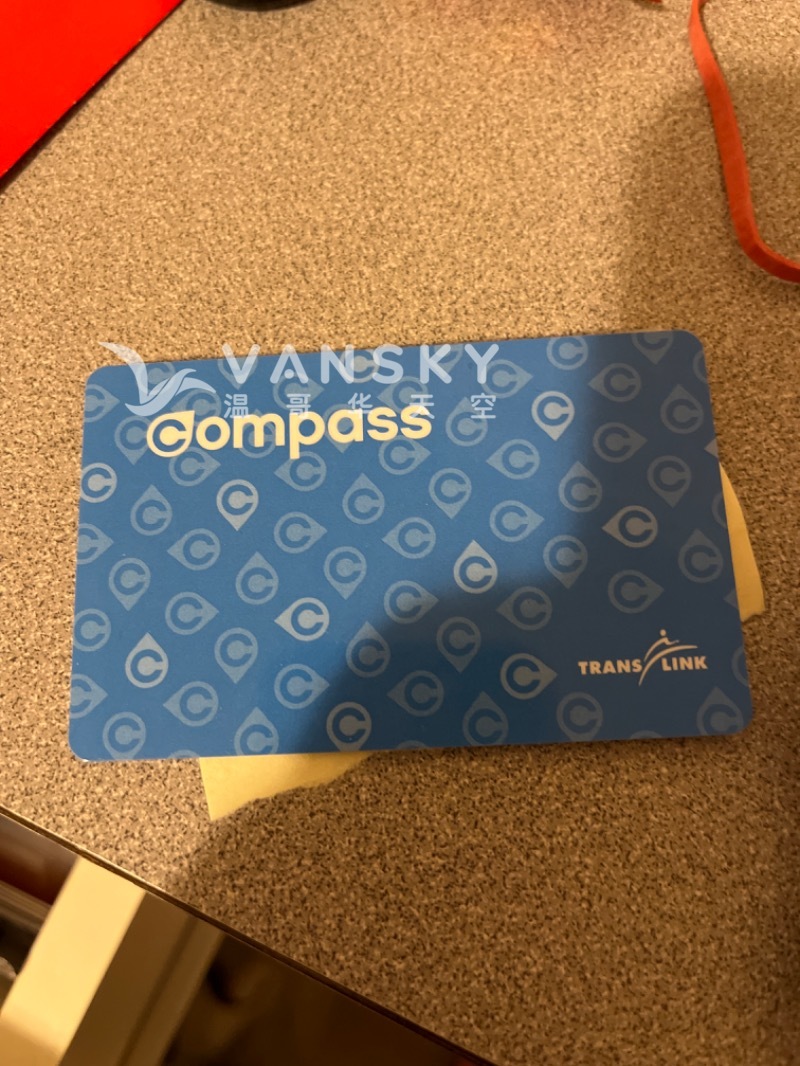 VANSKY
温哥华天空
Compass
TRANS LINK